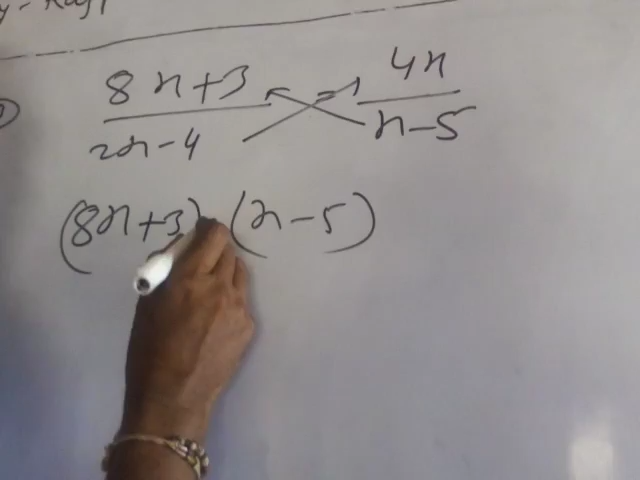 8x+3 / 2x-4 = 4x / x-5
(8x+3) (x-5)